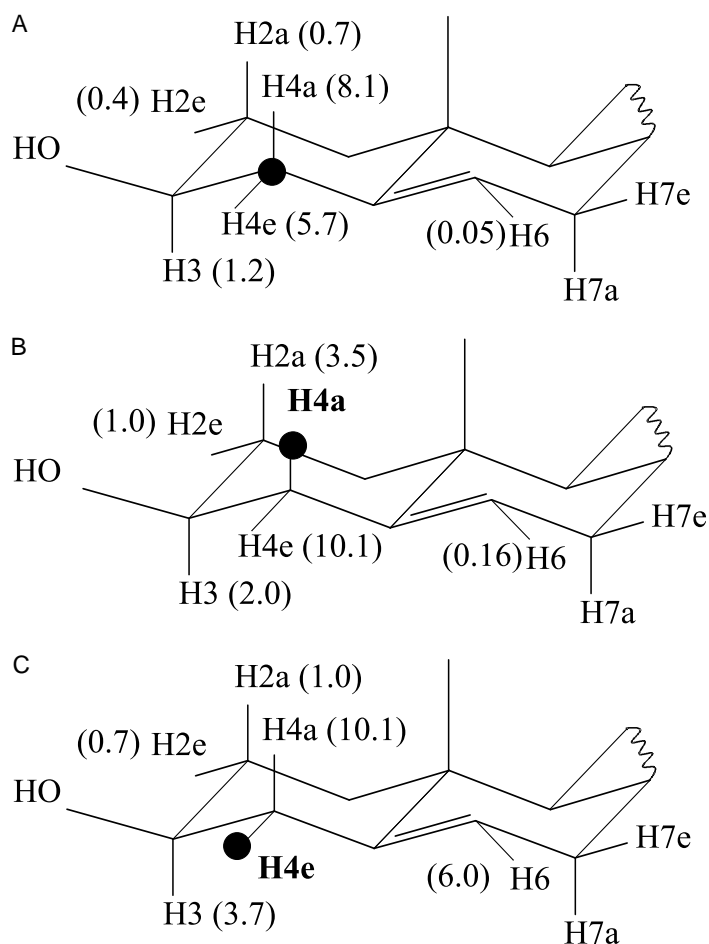 A
H2a (0.7)
H4a (8.1)
(0.4) H2e
HO
H7e
H4e (5.7)
(0.05) H6
H3 (1.2)
H7a
B
H2a (3.5)
H4a
(1.0) H2e
HO
H7e
H4e (10.1)
(0.16) H6
H3 (2.0)
H7a
C
H2a (1.0)
H4a (10.1)
(0.7) H2e
HO
H7e
H4e
(6.0) H6
H3 (3.7)
H7a